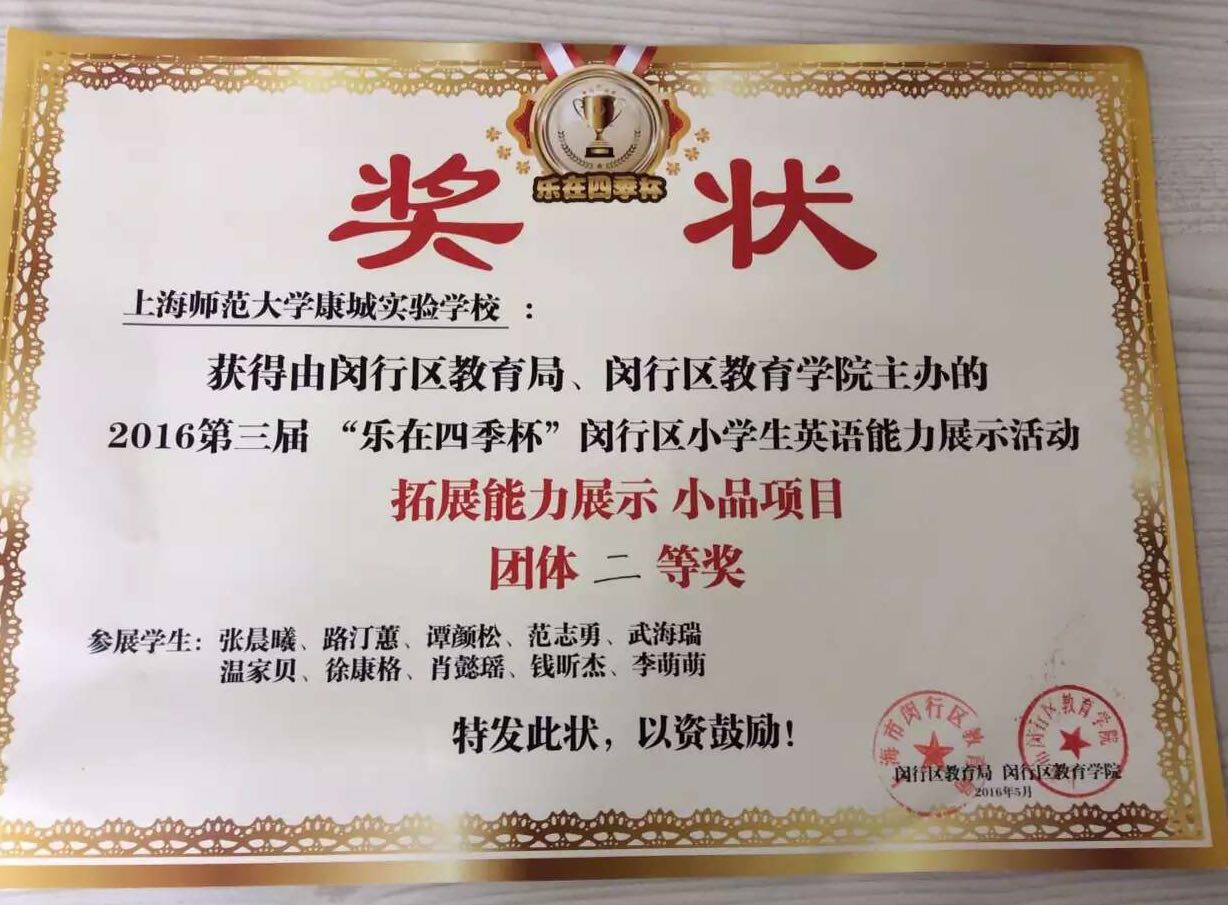 乐在四季杯
奖 状
上海师范大学康城实验学校 :
获得由闵行区教育局、闵行区教育学院主办的
2016第三届 “乐在四季杯”闵行区小学生英语能力展示活动
拓展能力展示 小品项目
团体 二 等奖
参展学生: 张晨曦、路汀蕙、谭颜松、范志勇、武海瑞
温家贝、徐康格、肖懿瑶、钱昕杰、李萌萌
特发此状, 以资鼓励!
海市闵行区教育
闵行区教育学院
闵行区教育局 闵行区教育学院
2016年5月